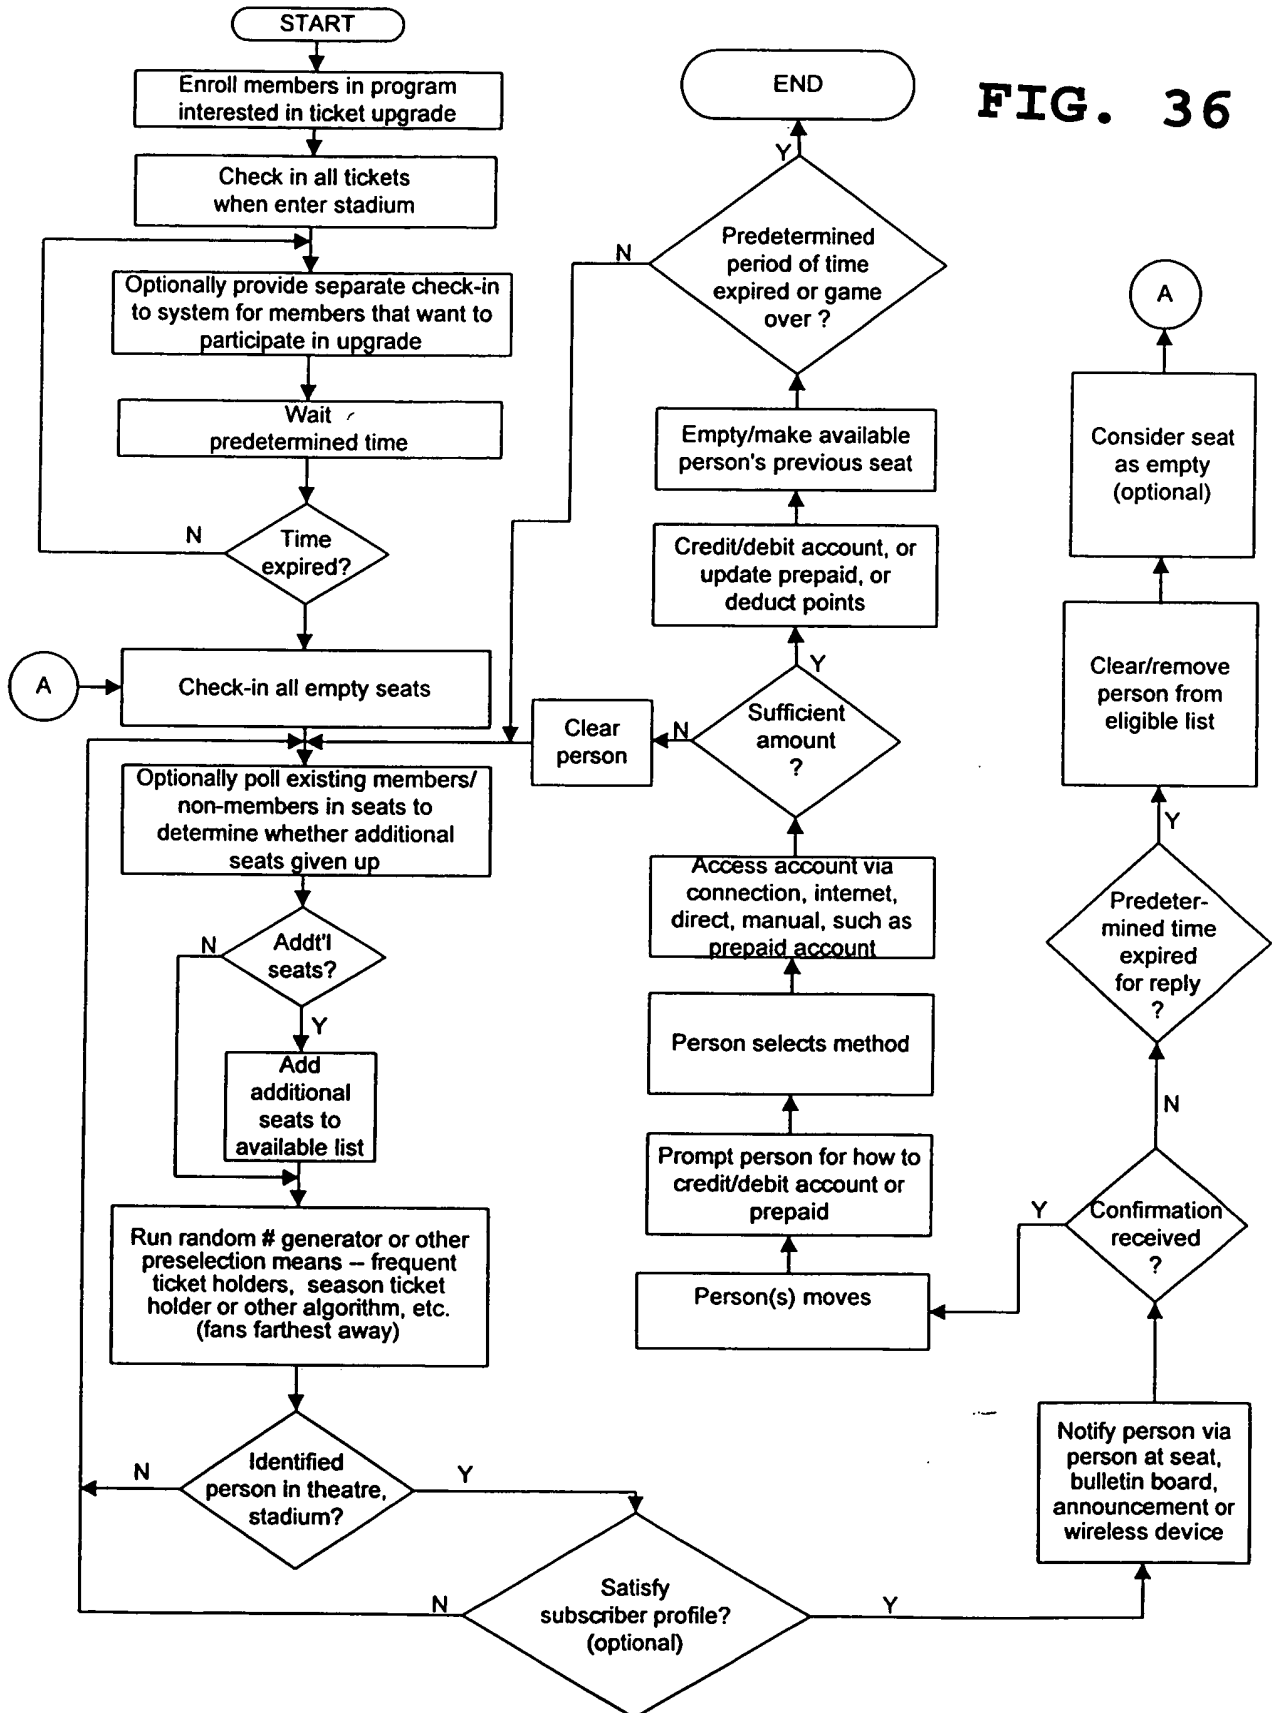 START
Enroll members in program
interested in ticket upgrade
Check in all tickets
when enter stadium
Optionally provide separate check-in
to system for members that want to
participate in upgrade
Wait
predetermined time
N
Time
expired?
A
Check-in all empty seats
Optionally poll existing members/
non-members in seats to
determine whether additional
seats given up
N
Addt'l
seats?
Y
Add
additional
seats to
available list
Run random # generator or other
preselection means -- frequent
ticket holders, season ticket
holder or other algorithm, etc.
(fans farthest away)
N
Identified
person in theatre,
stadium?
Y
N
Satisfy
subscriber profile?
(optional)
Y
END
Y
N
Predetermined
period of time
expired or game
over ?
Empty/make available
person's previous seat
Credit/debit account, or
update prepaid, or
deduct points
Y
Clear
person
N
Sufficient
amount
?
Access account via
connection, internet,
direct, manual, such as
prepaid account
Person selects method
Prompt person for how to
credit/debit account or
prepaid
Person(s) moves
FIG. 36
A
Consider seat
as empty
(optional)
Clear/remove
person from
eligible list
Y
Predeter-
mined time
expired
for reply
?
N
Y
Confirmation
received
?
Notify person via
person at seat,
bulletin board,
announcement or
wireless device